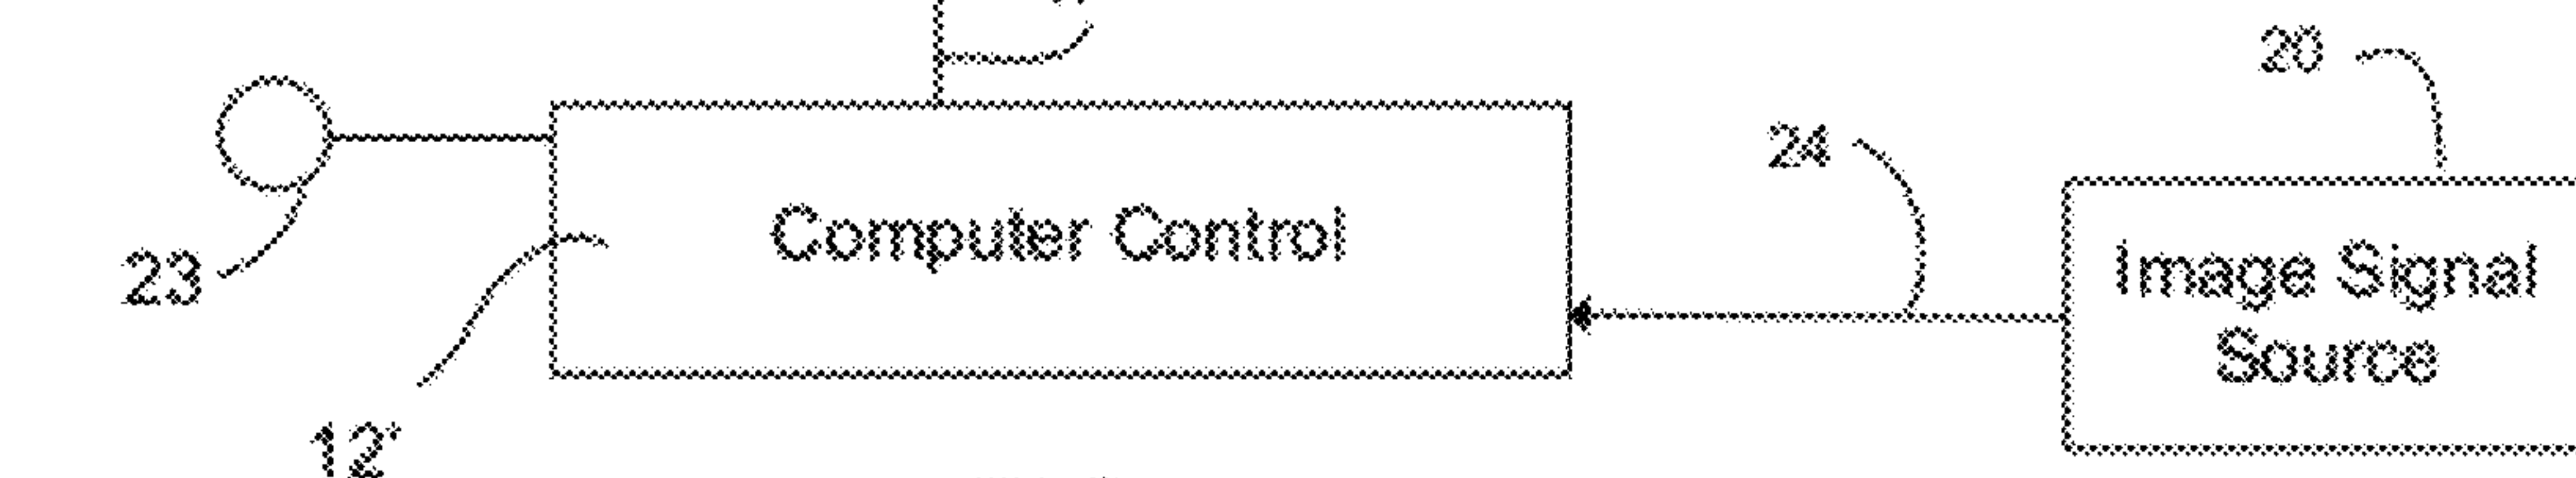 20
24
Computer Control
Image Signal
Source
23
12'